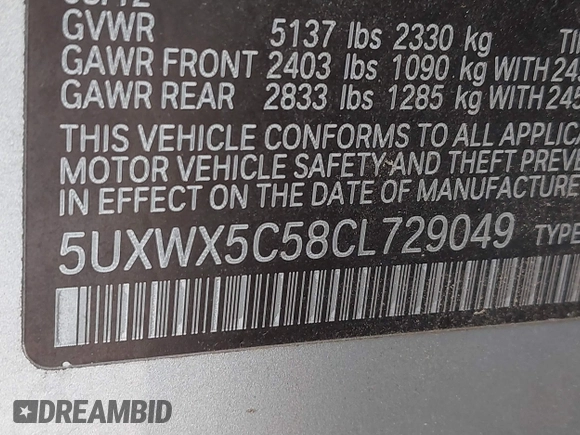 GVWR 5137 lbs 2330 kg
GAWR FRONT 2403 lbs 1090 kg WITH
GAWR REAR 2833 lbs 1285 kg WITH
THIS VEHICLE CONFORMS TO ALL
MOTOR VEHICLE SAFETY AND THEFT
IN EFFECT ON THE DATE OF MANUFACTURE
5UXWX5C58CL729049 TYPE
DREAMBID